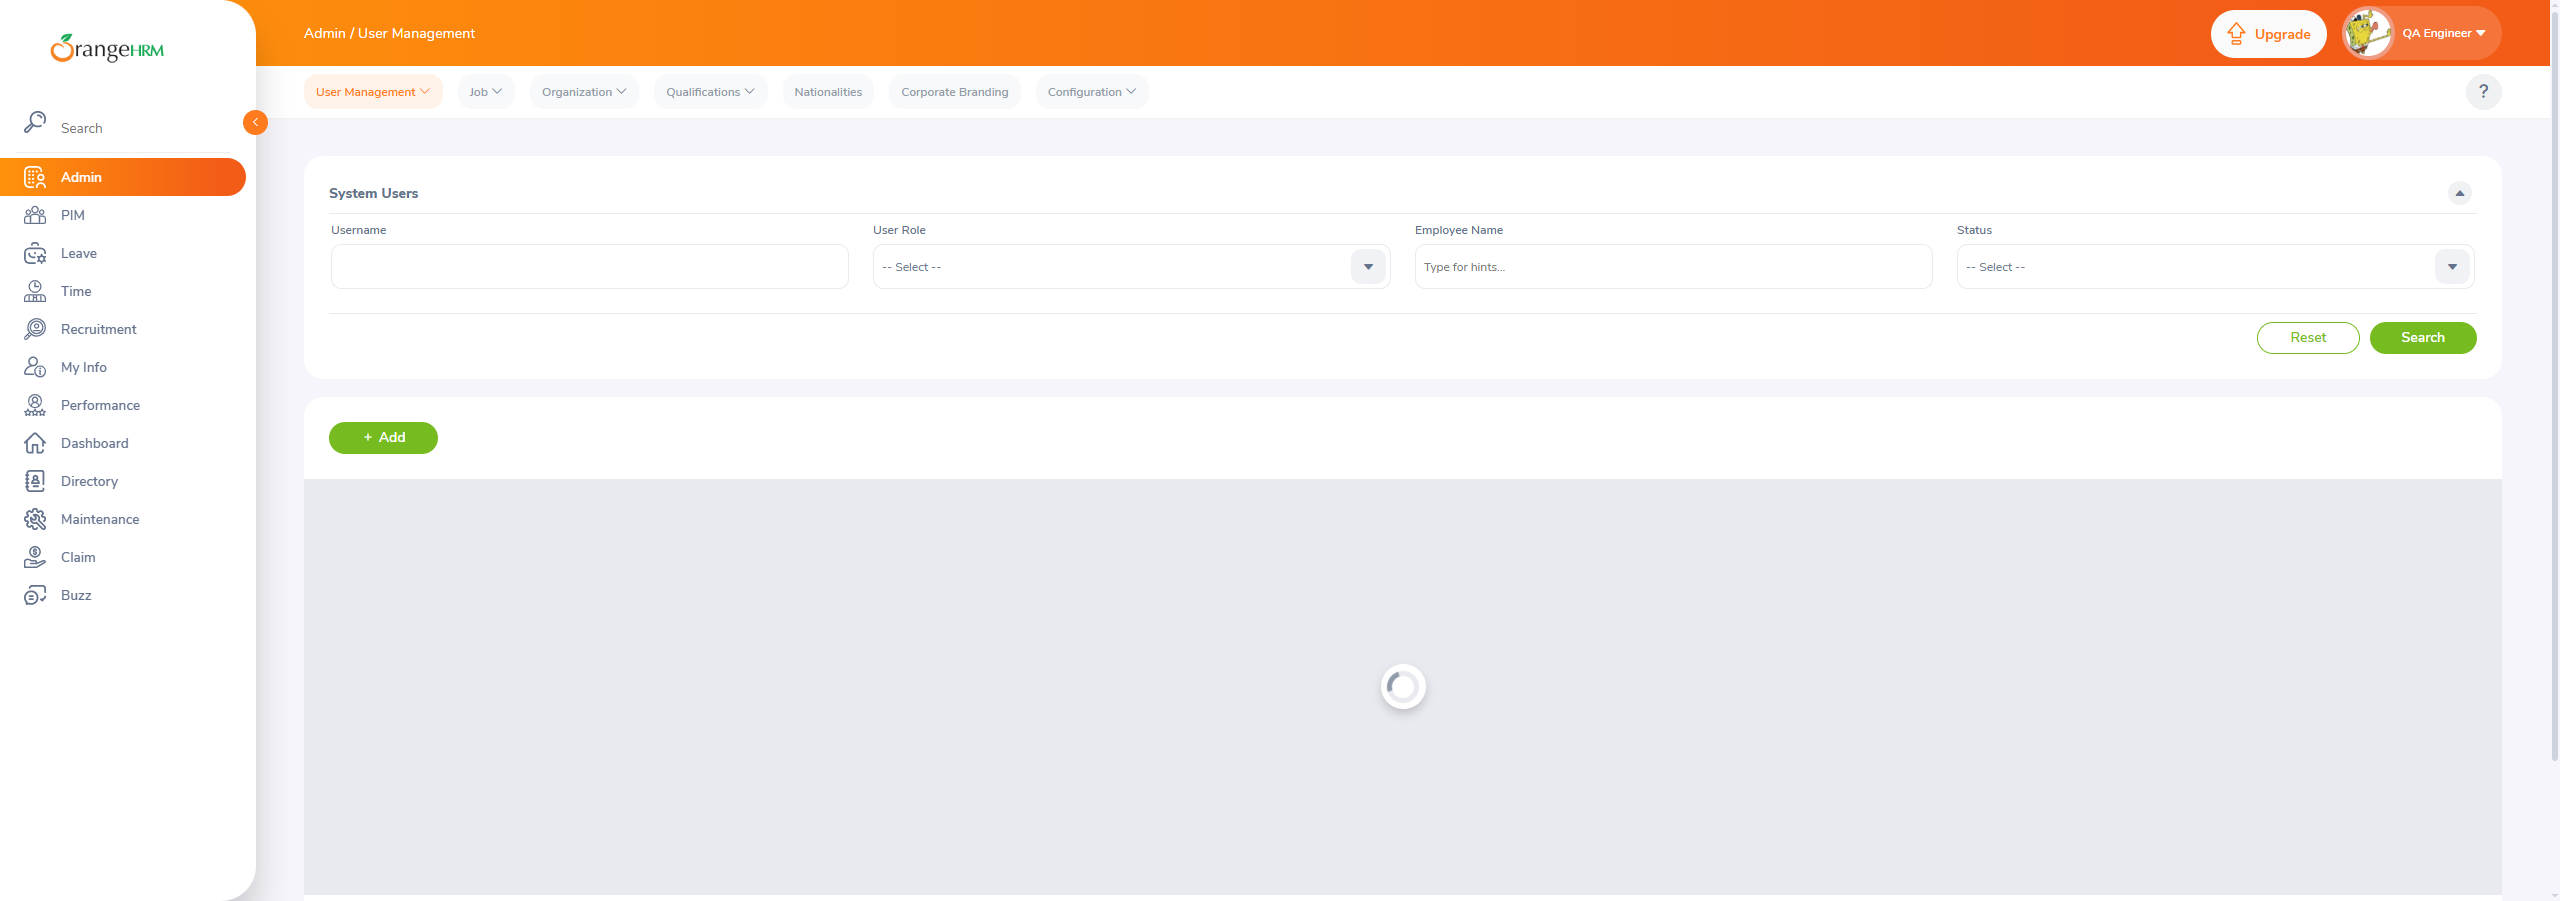 OrangeHRM
Admin / User Management
Upgrade
QA Engineer
User Management
Job
Organization
Qualifications
Nationalities
Corporate Branding
Configuration
?
Search
Admin
PIM
Leave
Time
Recruitment
My Info
Performance
Dashboard
Directory
Maintenance
Claim
Buzz
System Users
Username
User Role
Employee Name
Status
-- Select --
Type for hints...
-- Select --
Reset
Search
+ Add